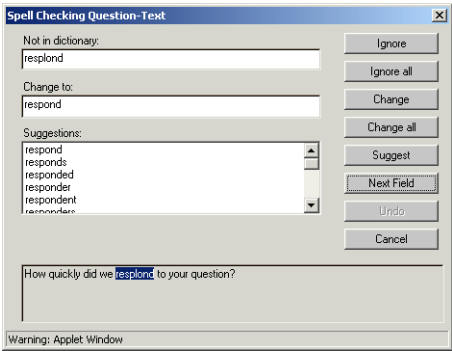 Spell Checking Question-Text
Not in dictionary:
resplond
Change to:
respond
Suggestions:
respond
responds
responded
responder
respondent
responders
Ignore
Ignore all
Change
Change all
Suggest
Next Field
Undo
Cancel
How quickly did we resplond to your question?
Warning: Applet Window